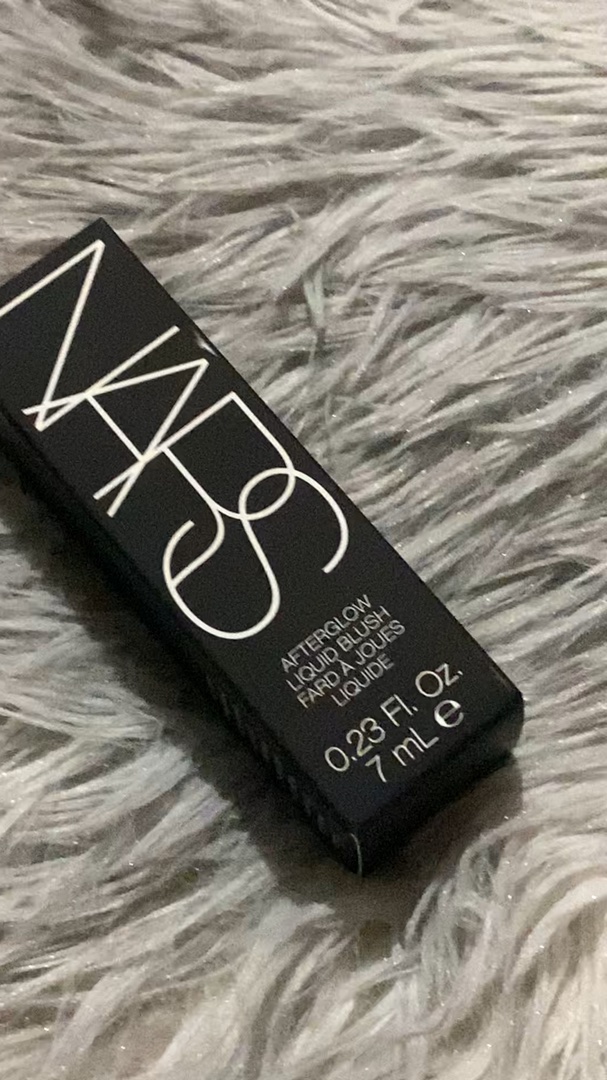 NARS
AFTERGLOW
LIQUID BLUSH
FARD À JOUES
LIQUIDE
0.23 Fl. Oz.
7 mL ℮